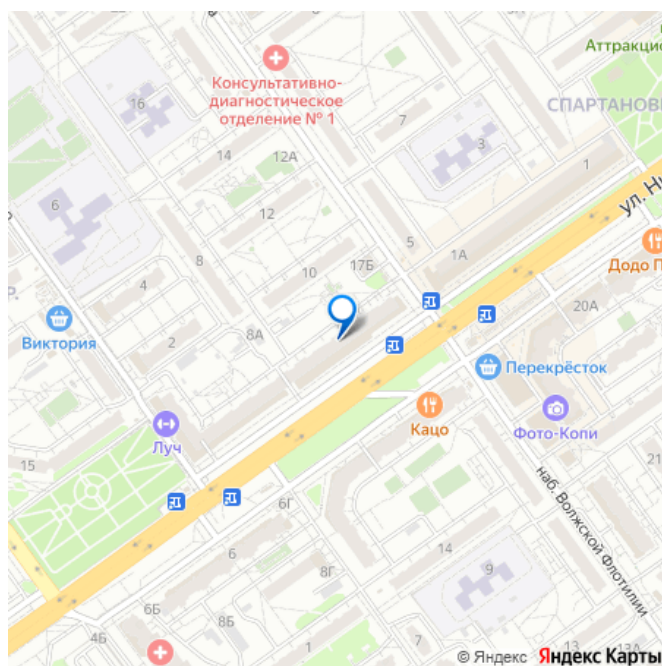 Аттракцио
Консультативно-
диагностическое
отделение № 1
СПАРТАНОВ
16
7
3
14
12А
1
6
ул. Ни
12
5
1А
8
17Б
10
Додо П
4
20А
8А
Виктория
2
Перекрёсток
Луч
Кацо
Фото-Копи
15
21
6Г
наб. Волжской Флотилии
6
14
8Г
9
6Б
4Б
8Б
1
13
13А
© Яндекс Яндекс Карты